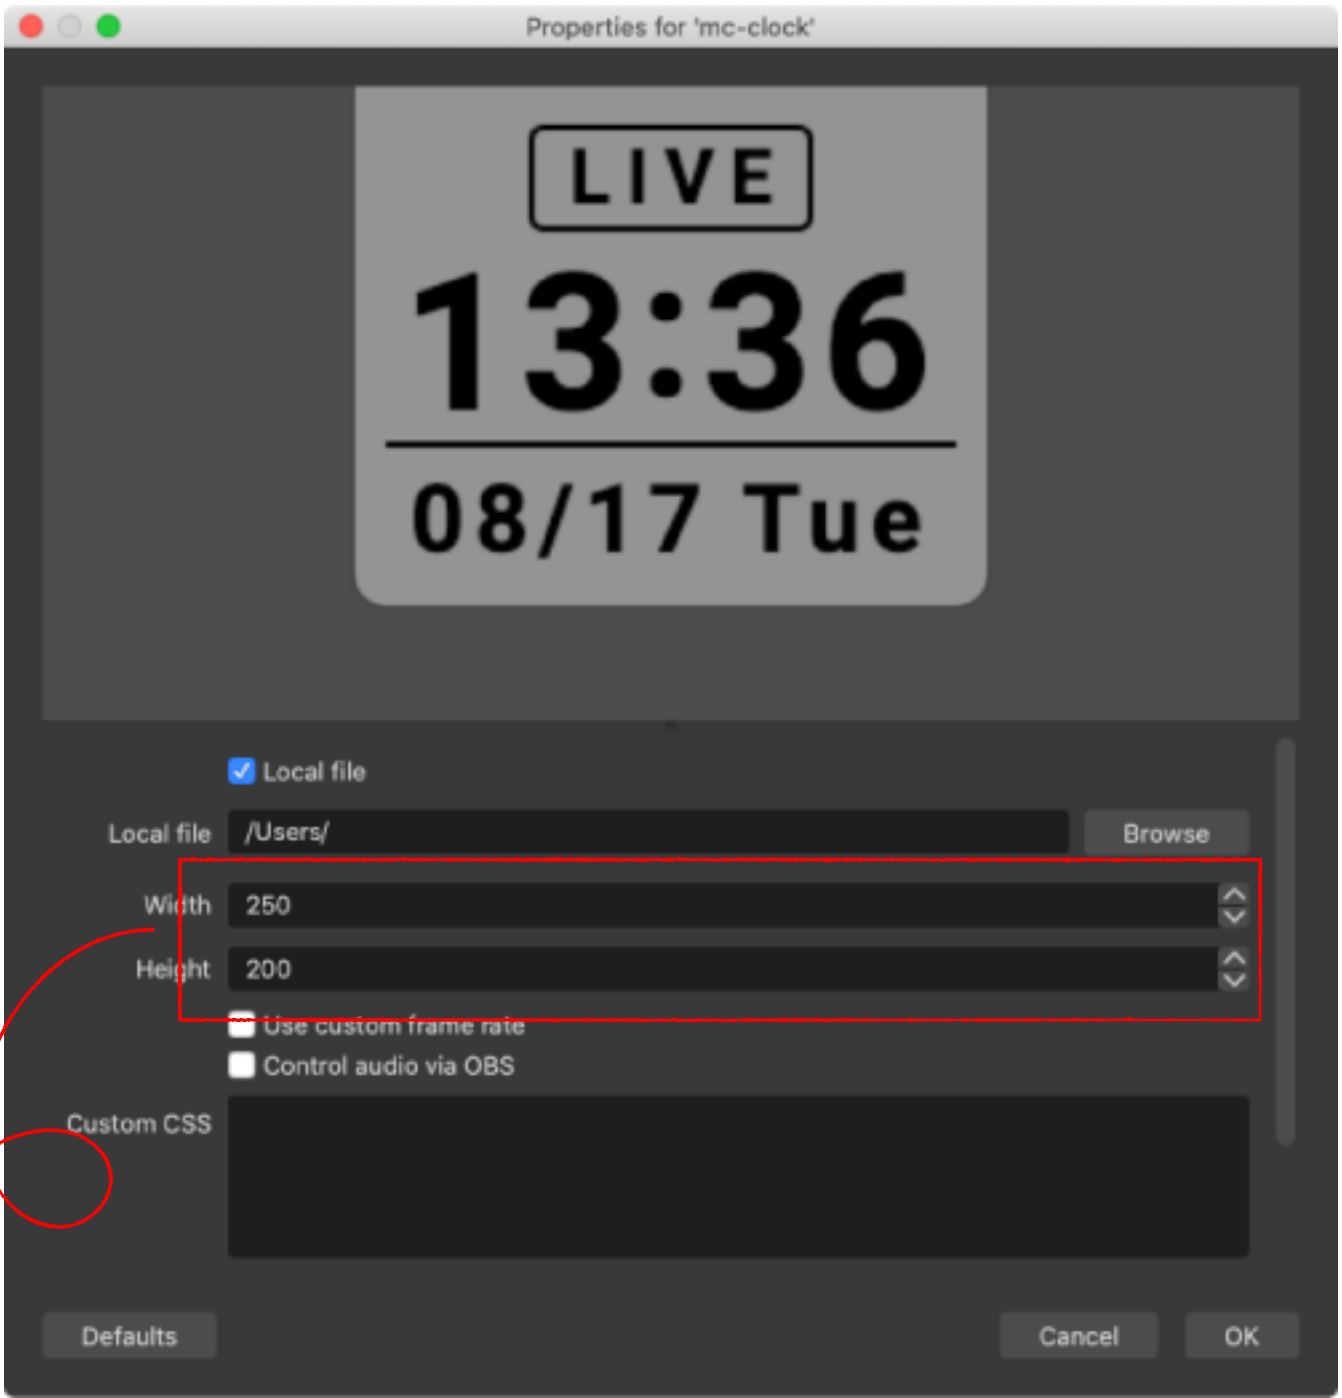 Properties for 'mc-clock'
LIVE
13:36
08/17 Tue
Local file
Local file /Users/ Browse
Width 250
Height 200
Use custom frame rate
Control audio via OBS
Custom CSS
Defaults Cancel OK